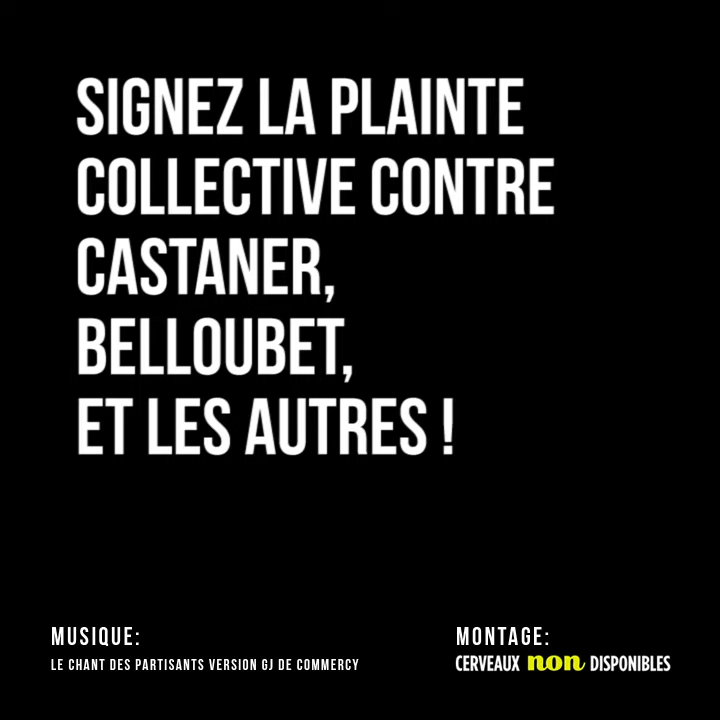 SIGNEZ LA PLAINTE
COLLECTIVE CONTRE
CASTANER,
BELLOUBET,
ET LES AUTRES !
MUSIQUE:
LE CHANT DES PARTISANTS VERSION GJ DE COMMERCY
MONTAGE:
CERVEAUX non DISPONIBLES